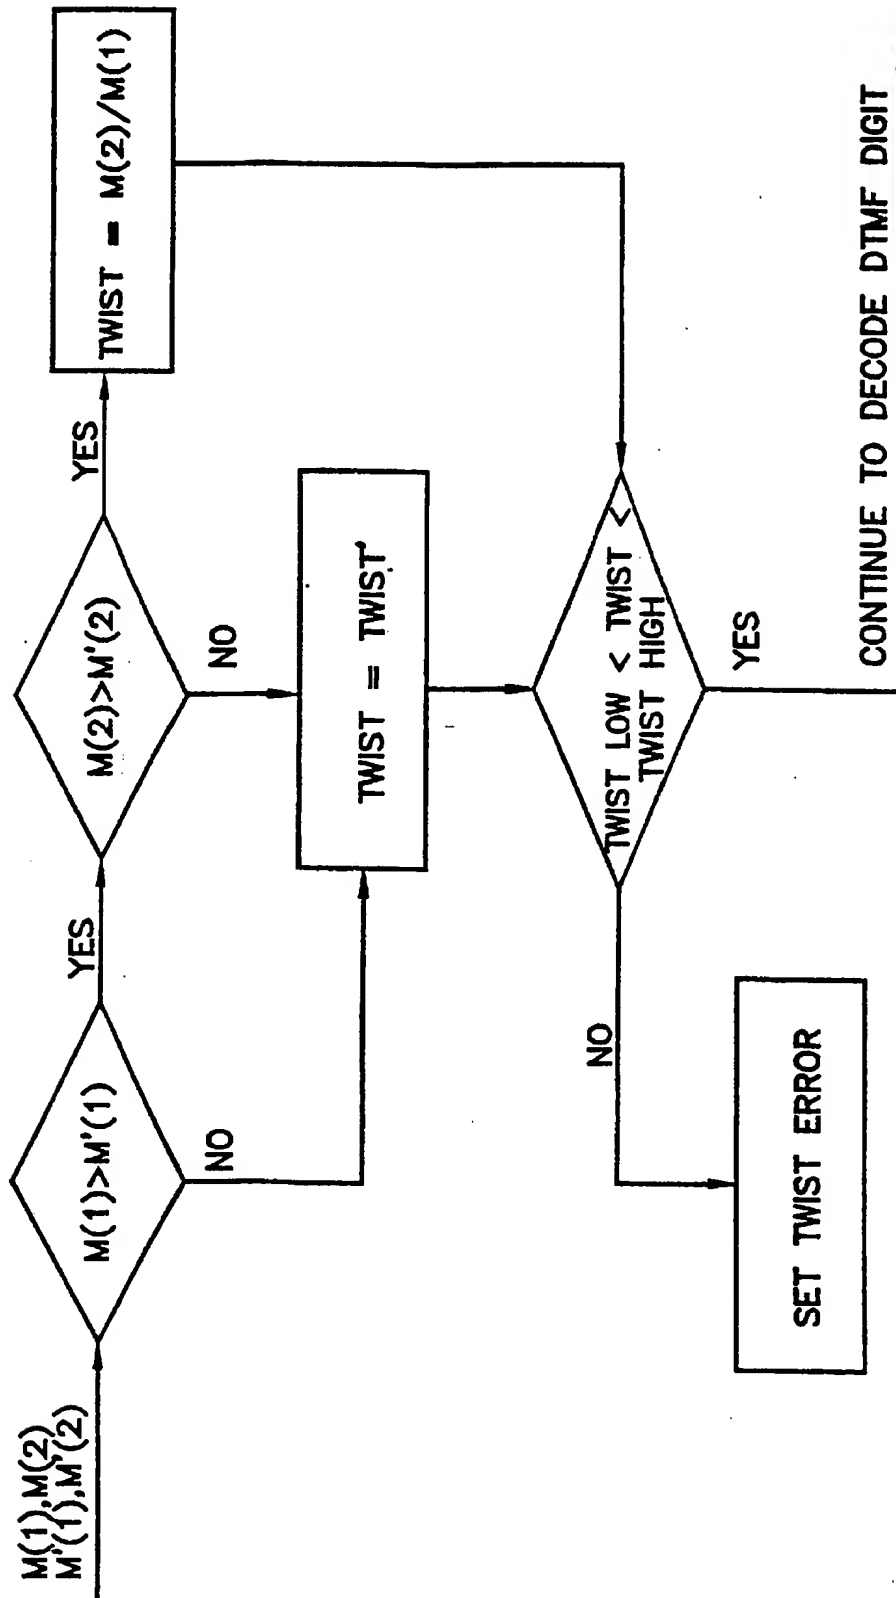 M(1),M(2)
M'(1),M'(2)
M(1)>M'(1)
YES
NO
M(2)>M'(2)
YES
NO
TWIST = M(2)/M(1)
TWIST = TWIST'
TWIST LOW < TWIST <
TWIST HIGH
NO
YES
SET TWIST ERROR
CONTINUE TO DECODE DTMF DIGIT